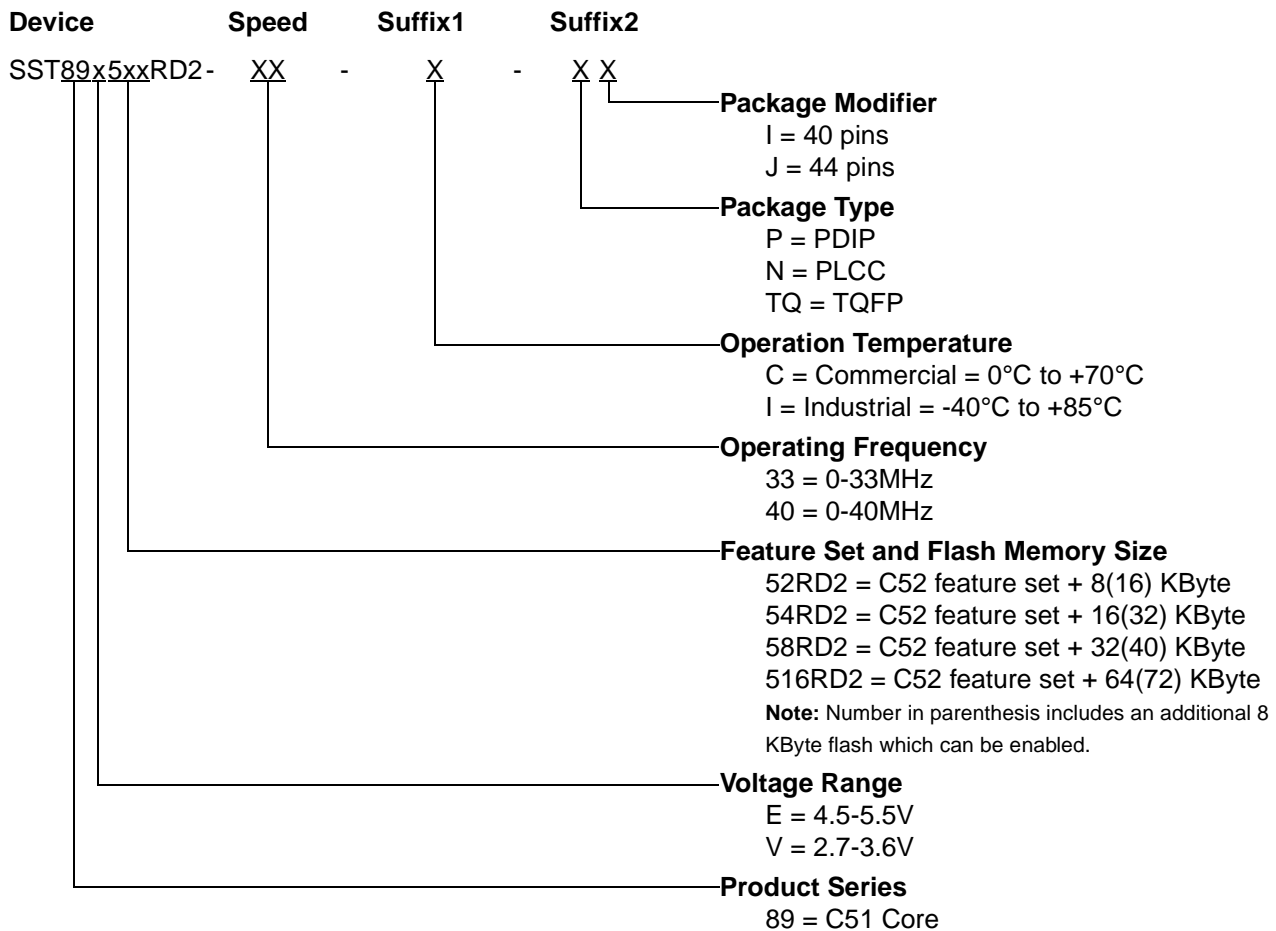 Device Speed Suffix1 Suffix2
SST89x5xxRD2- XX - X - X X
Package Modifier
I = 40 pins
J = 44 pins
Package Type
P = PDIP
N = PLCC
TQ = TQFP
Operation Temperature
C = Commercial = 0°C to +70°C
I = Industrial = -40°C to +85°C
Operating Frequency
33 = 0-33MHz
40 = 0-40MHz
Feature Set and Flash Memory Size
52RD2 = C52 feature set + 8(16) KByte
54RD2 = C52 feature set + 16(32) KByte
58RD2 = C52 feature set + 32(40) KByte
516RD2 = C52 feature set + 64(72) KByte
Note: Number in parenthesis includes an additional 8
KByte flash which can be enabled.
Voltage Range
E = 4.5-5.5V
V = 2.7-3.6V
Product Series
89 = C51 Core